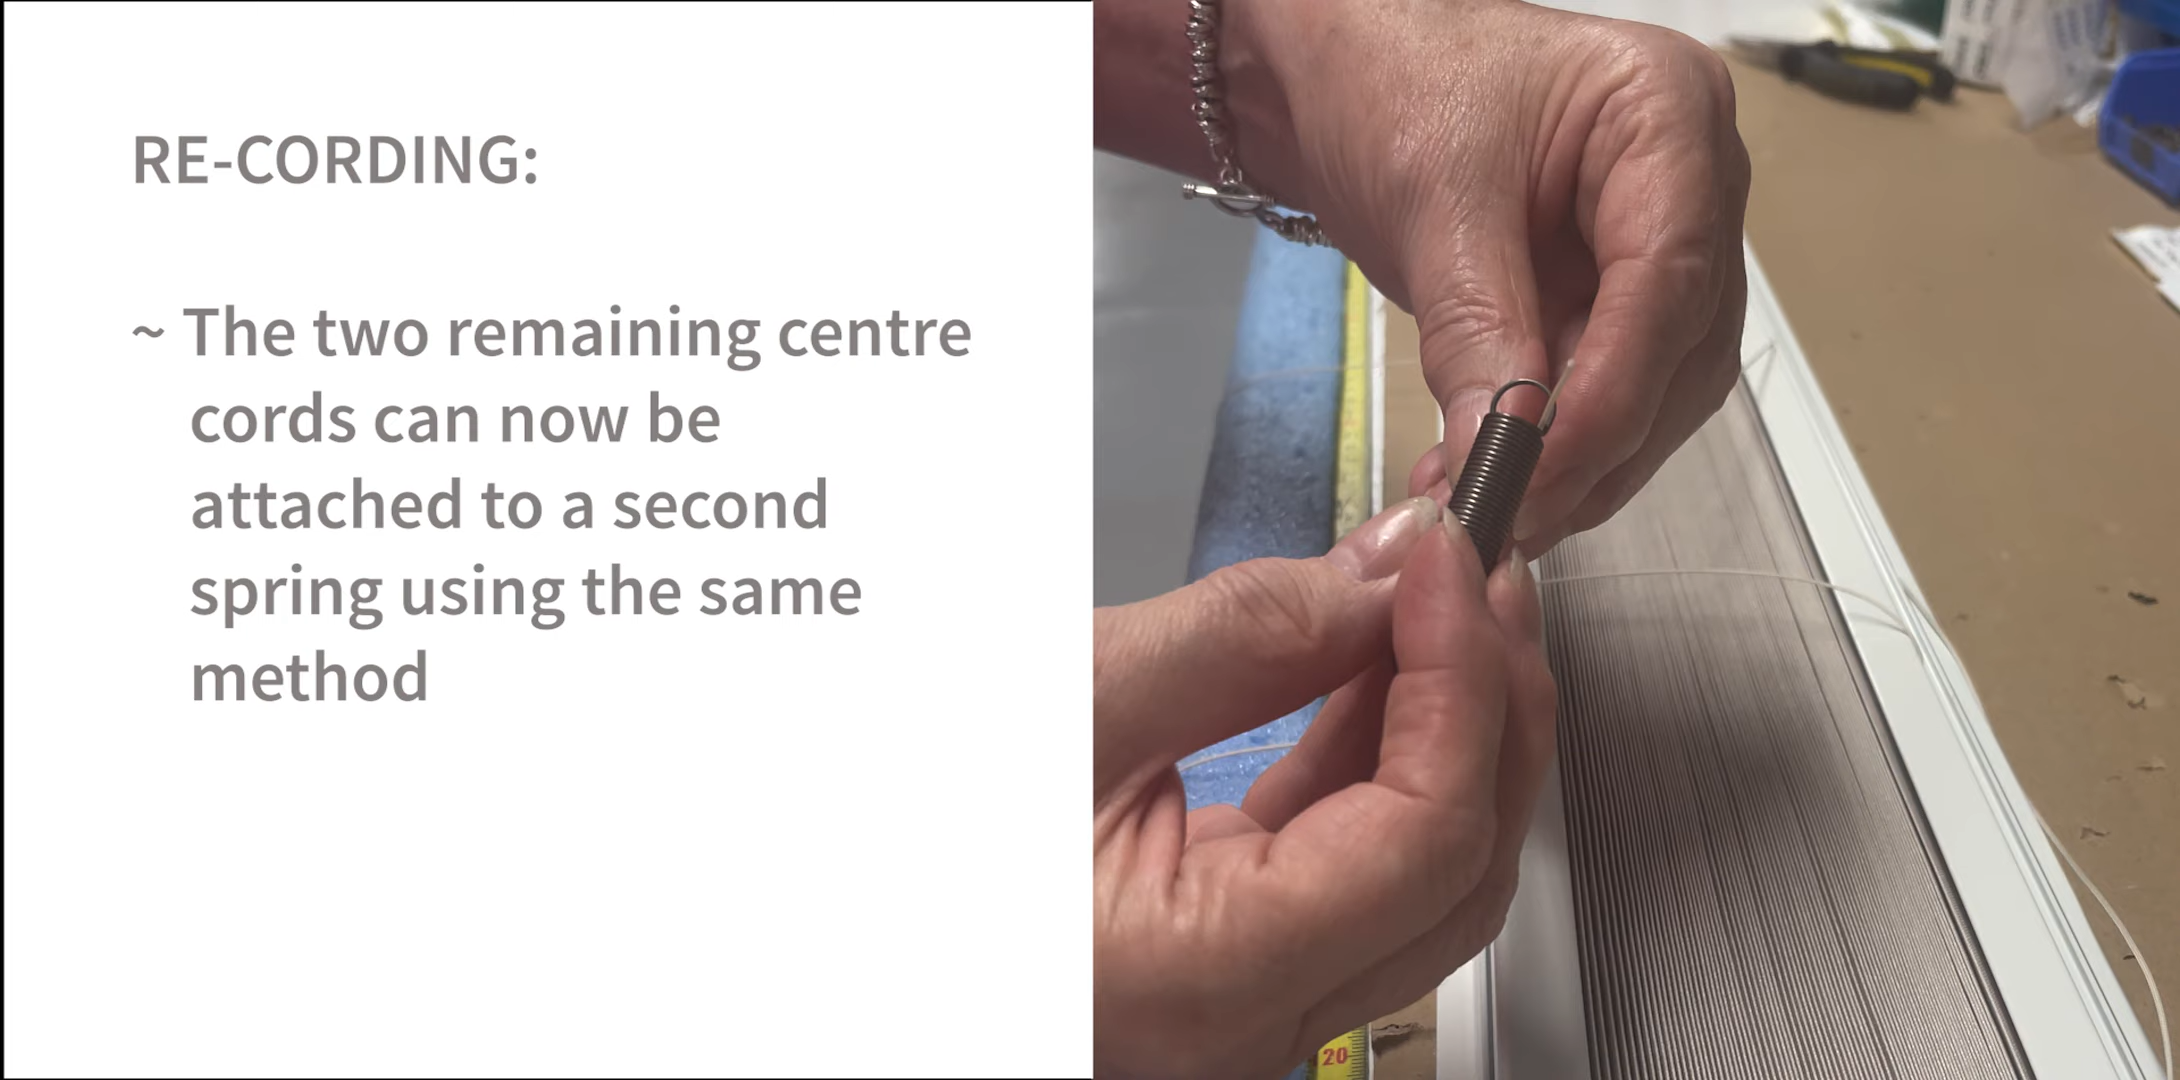 RE-CORDING:
~ The two remaining centre
cords can now be
attached to a second
spring using the same
method
20